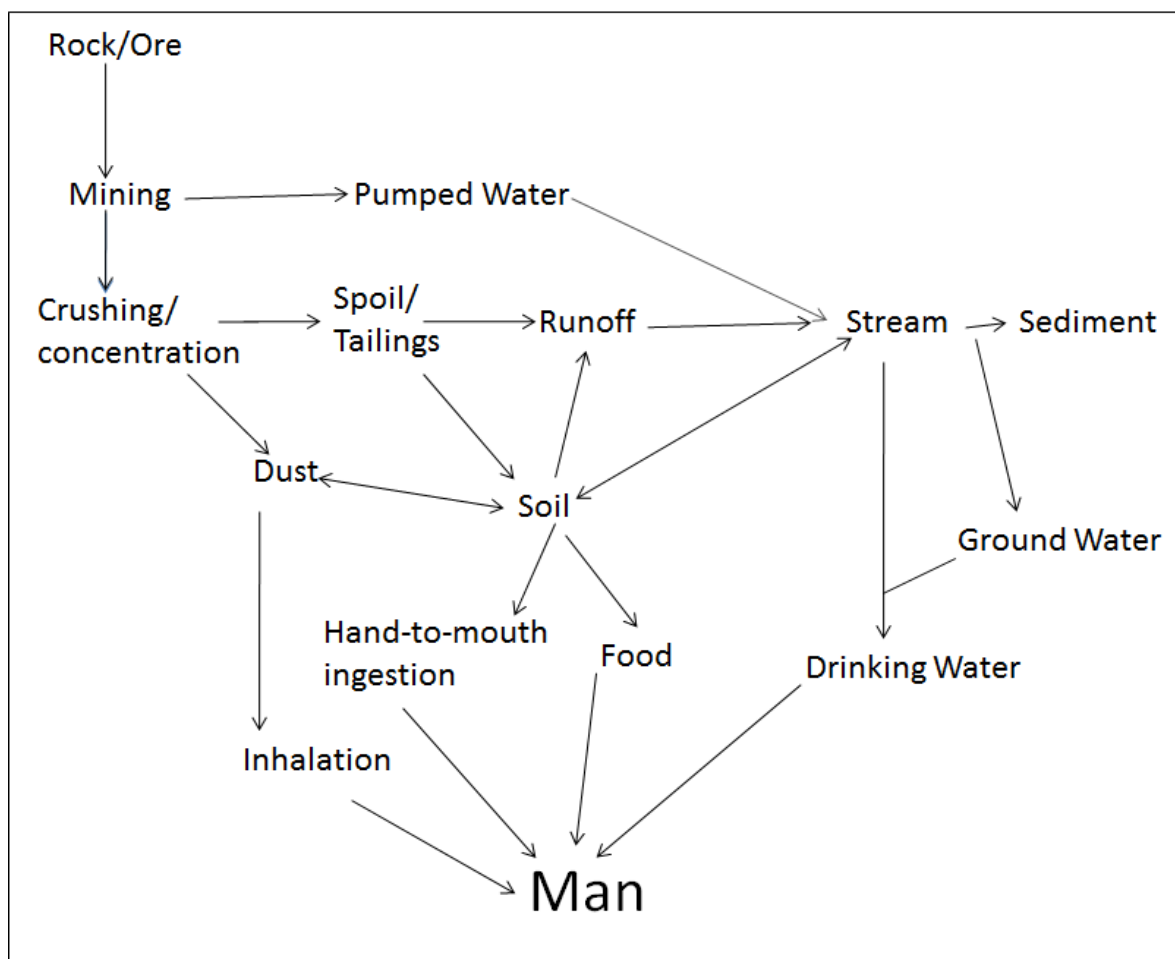 Rock/Ore
Mining
Pumped Water
Crushing/
concentration
Spoil/
Tailings
Runoff
Stream
Sediment
Dust
Soil
Ground Water
Hand-to-mouth
ingestion
Food
Drinking Water
Inhalation
Man